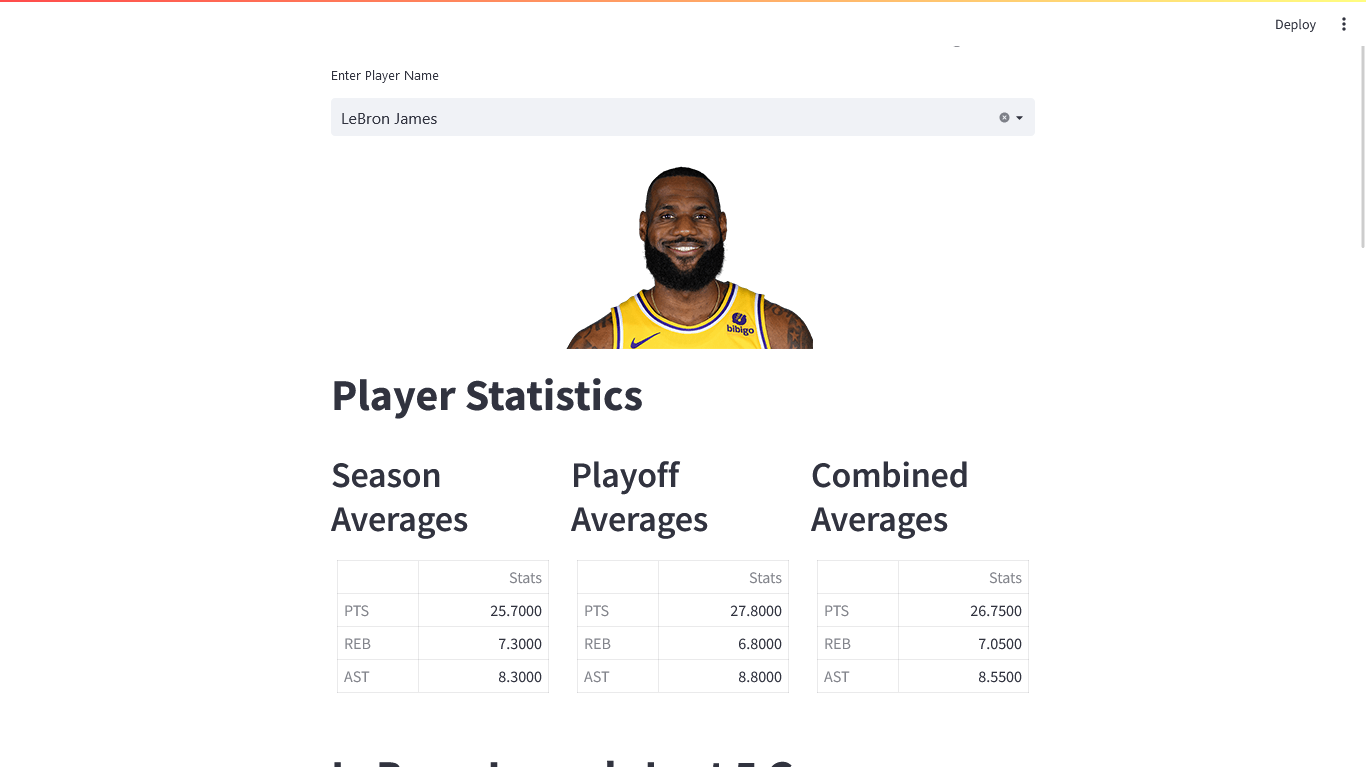 Deploy
Enter Player Name
LeBron James
bibigo
Player Statistics
Season
Averages
Playoff
Averages
Combined
Averages
Stats
PTS 25.7000
REB 7.3000
AST 8.3000
Stats
PTS 27.8000
REB 6.8000
AST 8.8000
Stats
PTS 26.7500
REB 7.0500
AST 8.5500